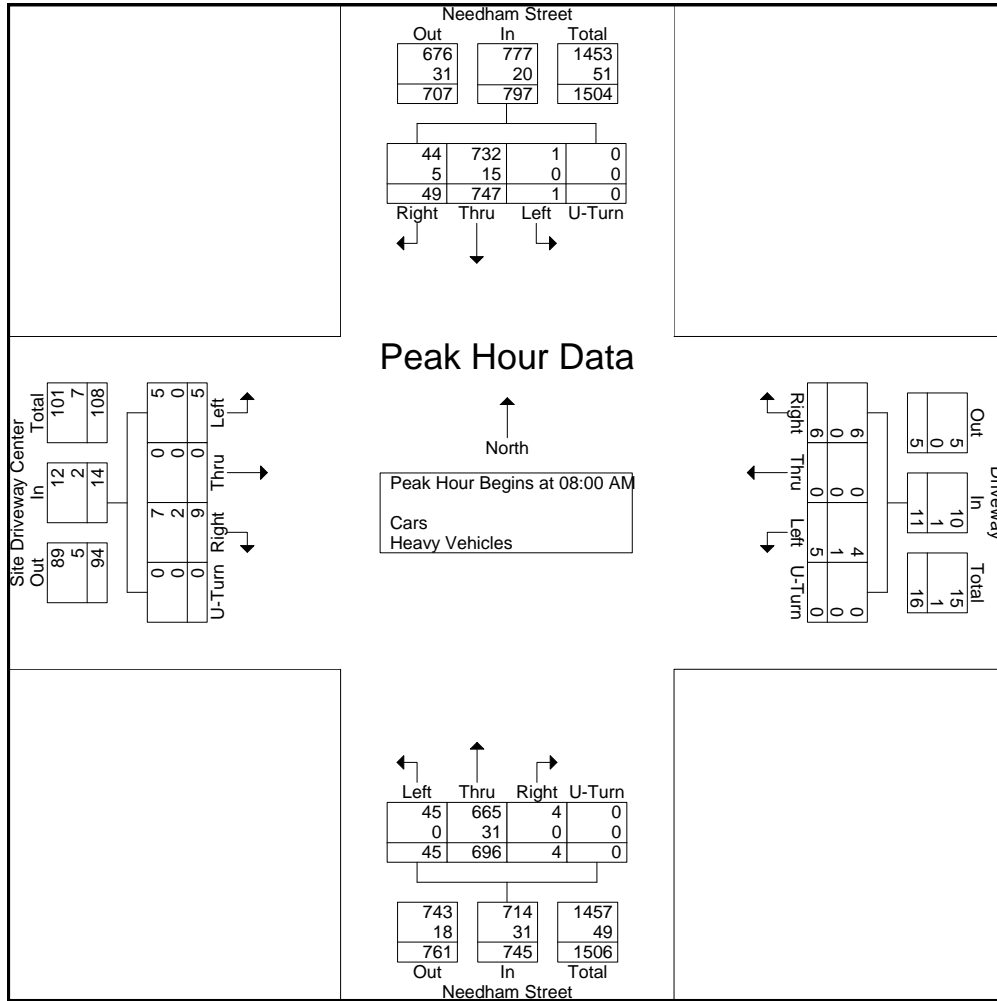 Needham Street
Out In Total
676 777 1453
31 20 51
707 797 1504
44 732 1 0
5 15 0 0
49 747 1 0
Right Thru Left U-Turn
Peak Hour Data
North
Peak Hour Begins at 08:00 AM
Cars
Heavy Vehicles
Site Driveway Center
Out In Total
89 12 101
5 2 7
94 14 108
U-Turn Right Thru Left
0 7 0 5
0 2 0 0
0 9 0 5
Driveway
Out In Total
5 10 15
0 1 1
5 11 16
Right Thru Left U-Turn
6 0 4 0
0 0 1 0
6 0 5 0
Left Thru Right U-Turn
45 665 4 0
0 31 0 0
45 696 4 0
743 714 1457
18 31 49
761 745 1506
Out In Total
Needham Street